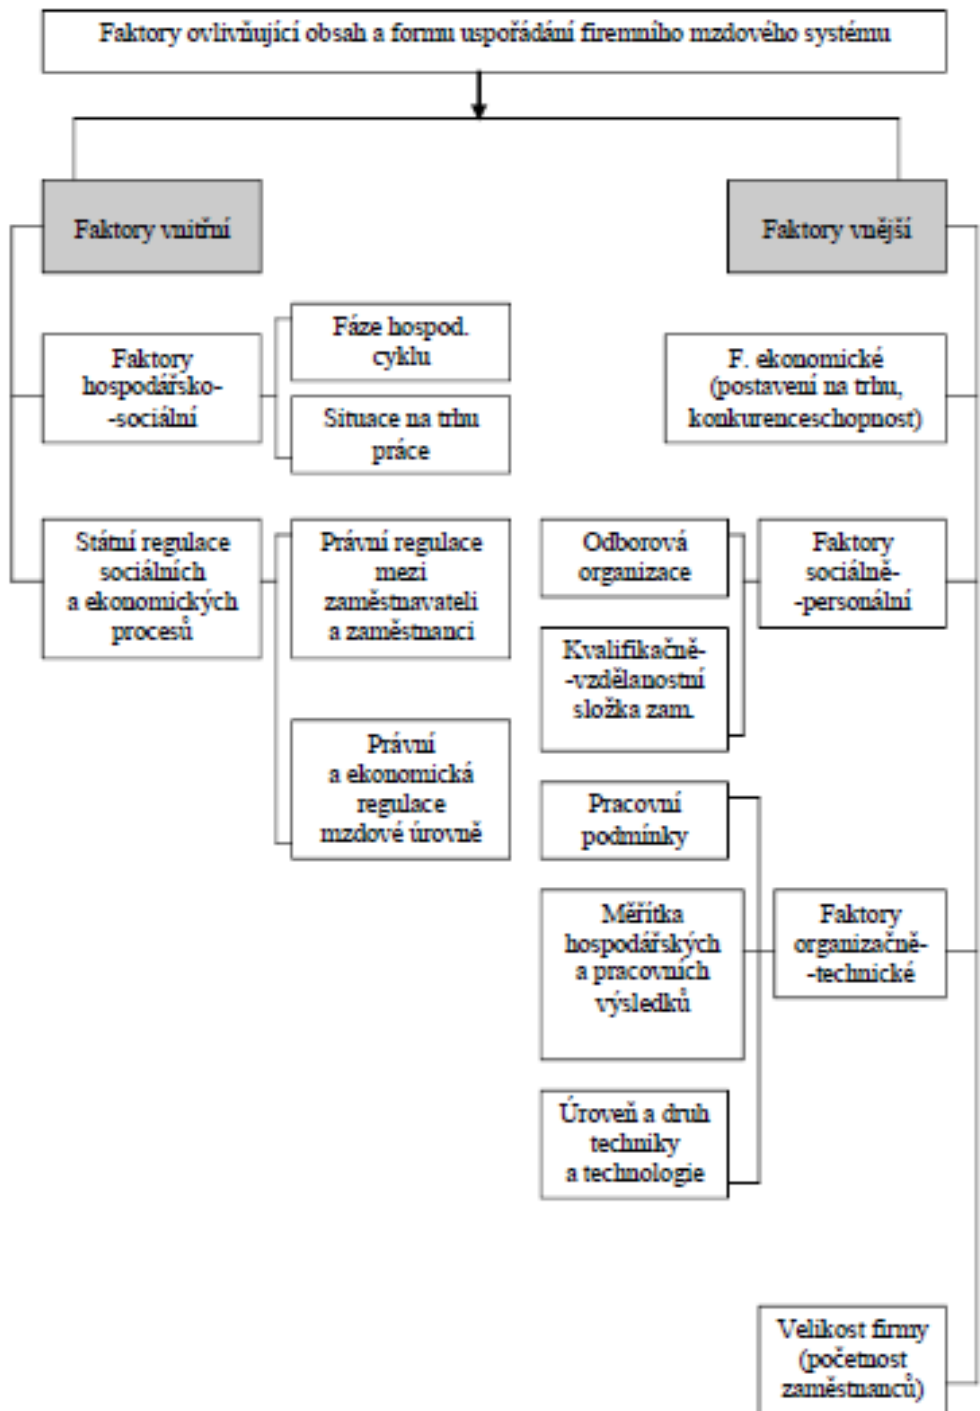 Faktory ovlivňující obsah a formu uspořádání firemního mzdového systému
Faktory vnitřní
Faktory vnější
Faktory
hospodářsko-
-sociální
Fáze hospod.
cyklu
Situace na trhu
práce
F. ekonomické
(postavení na trhu,
konkurenceschopnost)
Státní regulace
sociálních
a ekonomických
procesů
Právní regulace
mezi
zaměstnavateli
a zaměstnanci
Právní
a ekonomická
regulace
mzdové úrovně
Odborová
organizace
Kvalifikačně-
-vzdělanostní
složka zam.
Faktory
sociálně-
-personální
Pracovní
podmínky
Měřítka
hospodářských
a pracovních
výsledků
Úroveň a druh
techniky
a technologie
Faktory
organizačně-
-technické
Velikost firmy
(početnost
zaměstnanců)